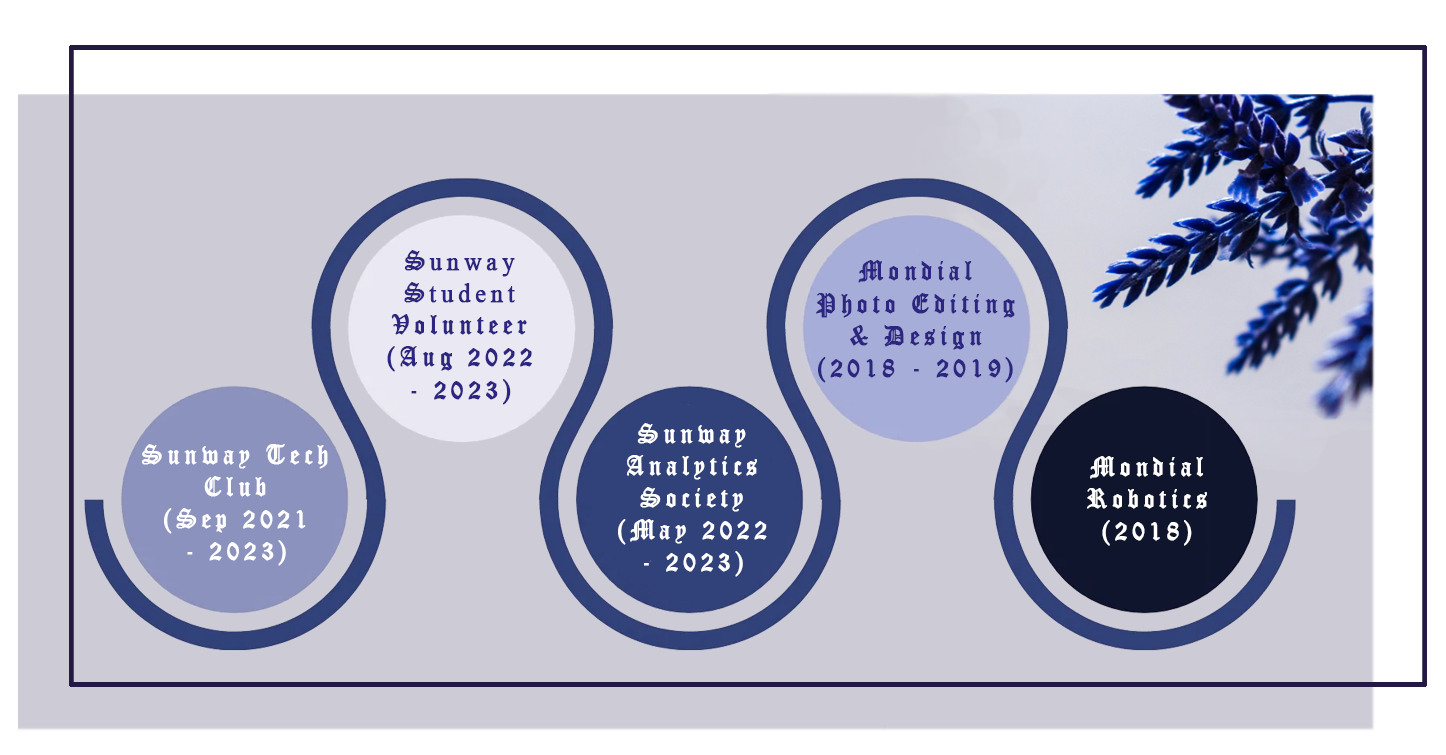 Sunway Tech
Club
(Sep 2021
- 2023)
Sunway
Student
Volunteer
(Aug 2022
- 2023)
Sunway
Analytics
Society
(May 2022
- 2023)
Mondial
Photo Editing
& Design
(2018 - 2019)
Mondial
Robotics
(2018)